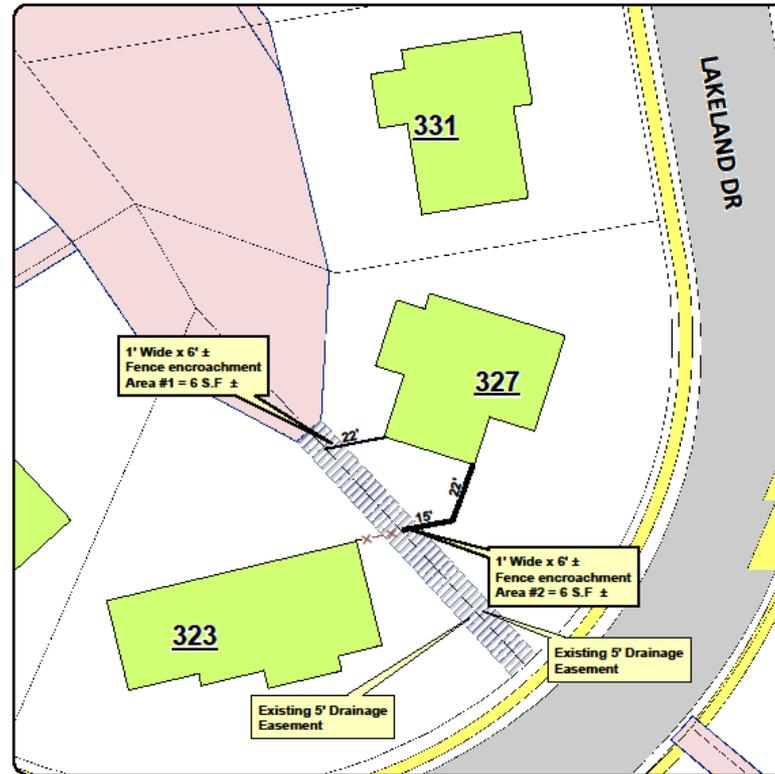 LAKELAND DR
331
1' Wide x 6' ±
Fence encroachment
Area #1 = 6 S.F ±
327
22'
22'
15'
1' Wide x 6' ±
Fence encroachment
Area #2 = 6 S.F ±
323
Existing 5' Drainage
Easement
Existing 5' Drainage
Easement